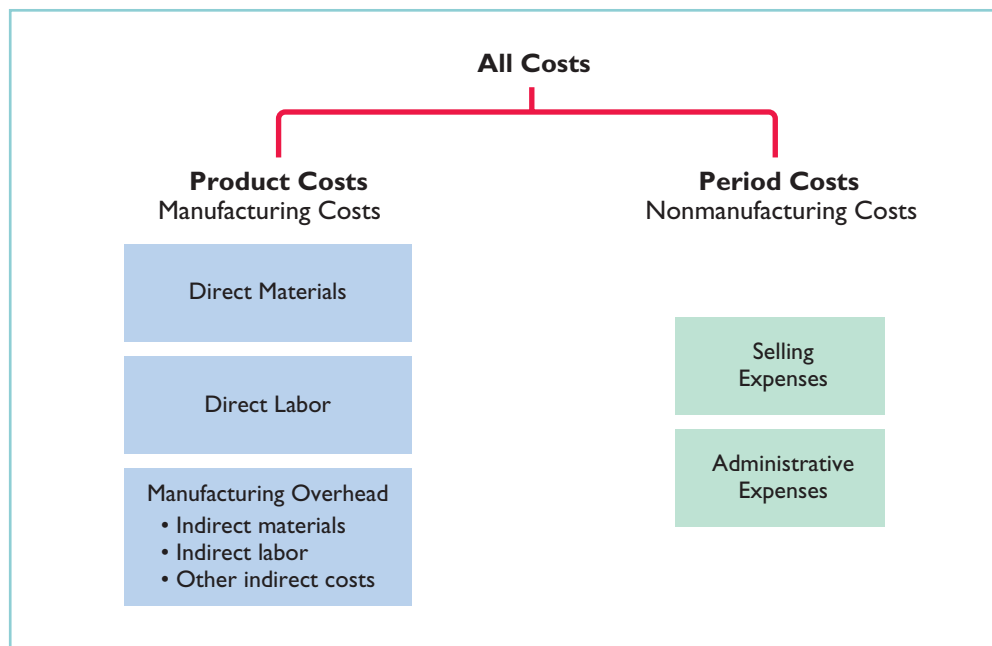 All Costs
Product Costs
Manufacturing Costs
Direct Materials
Direct Labor
Manufacturing Overhead
• Indirect materials
• Indirect labor
• Other indirect costs
Period Costs
Nonmanufacturing Costs
Selling
Expenses
Administrative
Expenses